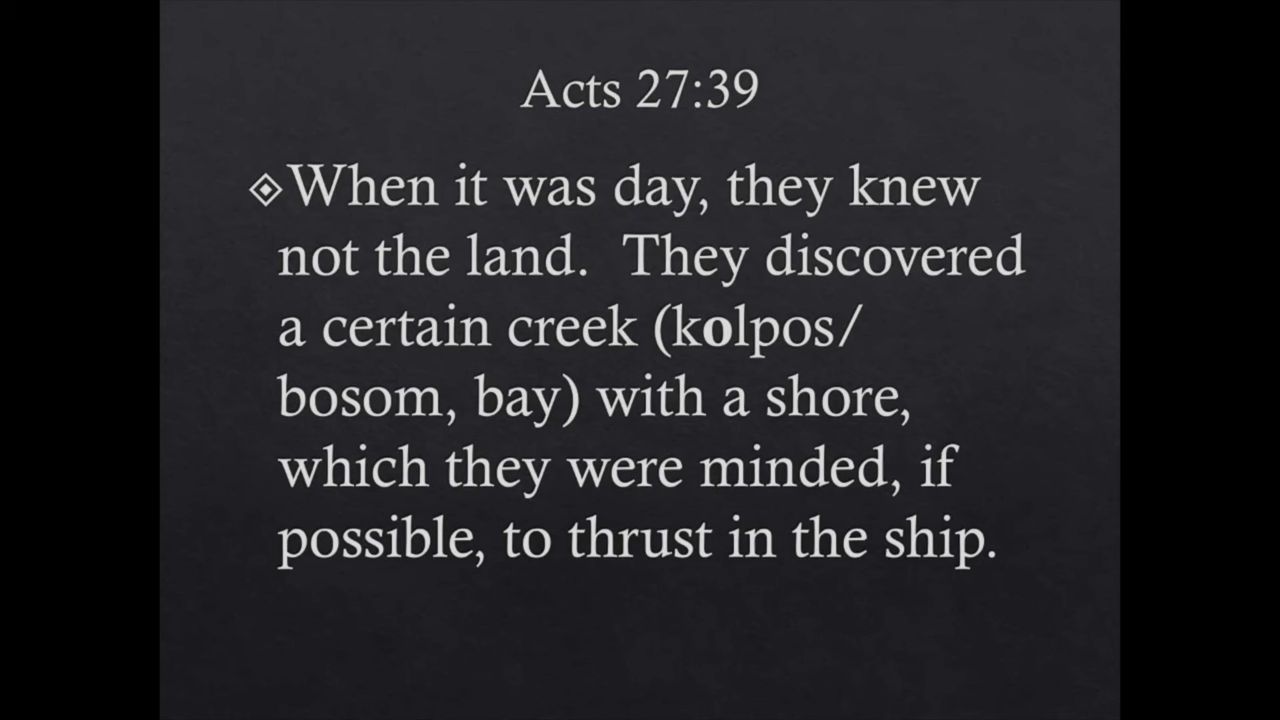 Acts 27:39
When it was day, they knew
not the land.  They discovered
a certain creek (kolpos/
bosom, bay) with a shore,
which they were minded, if
possible, to thrust in the ship.